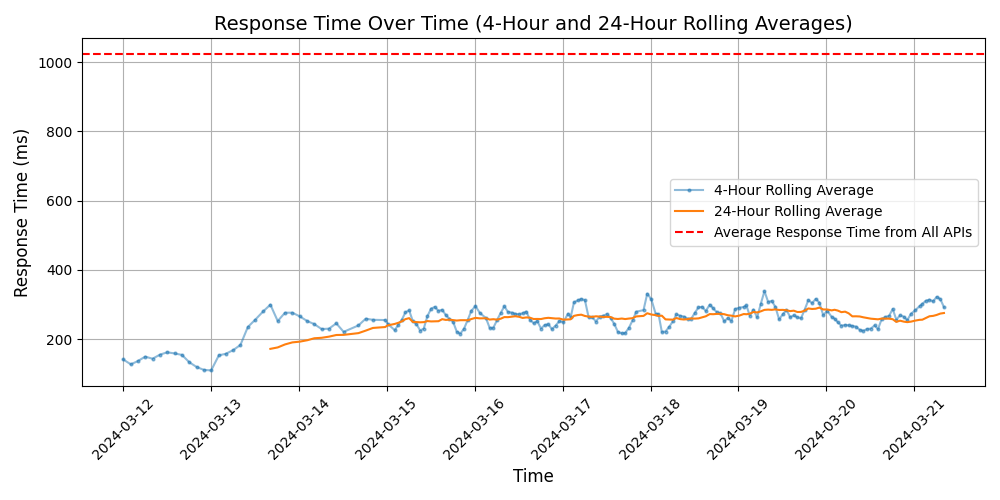 Response Time Over Time (4-Hour and 24-Hour Rolling Averages)
Response Time (ms)
1000
800
600
400
200
4-Hour Rolling Average
24-Hour Rolling Average
Average Response Time from All APIs
2024-03-12
2024-03-13
2024-03-14
2024-03-15
2024-03-16
2024-03-17
2024-03-18
2024-03-19
2024-03-20
2024-03-21
Time